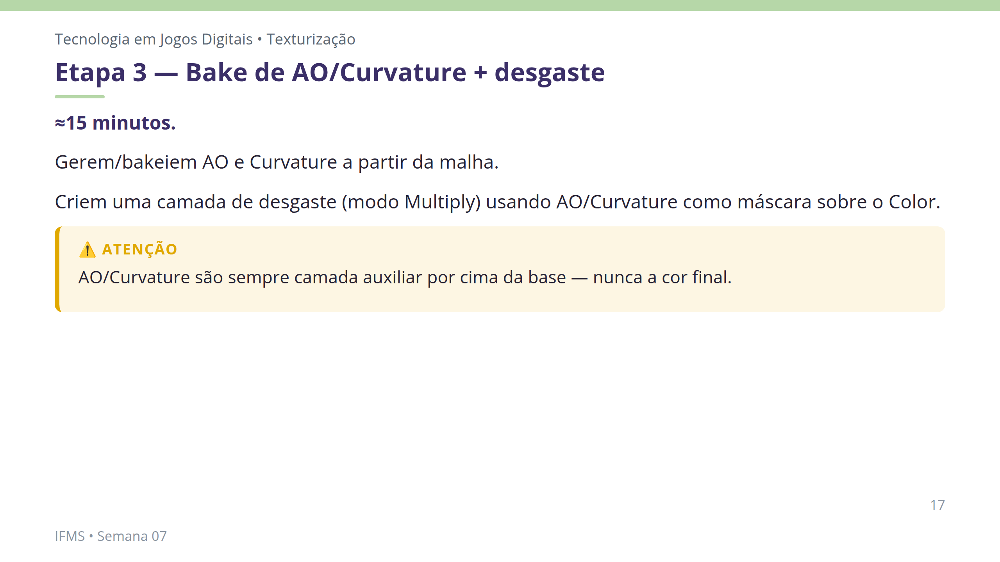 Tecnologia em Jogos Digitais • Texturização
Etapa 3 — Bake de AO/Curvature + desgaste
≈15 minutos.
Gerem/bakeiem AO e Curvature a partir da malha.
Criem uma camada de desgaste (modo Multiply) usando AO/Curvature como máscara sobre o Color.
⚠️ ATENÇÃO
AO/Curvature são sempre camada auxiliar por cima da base — nunca a cor final.
17
IFMS • Semana 07